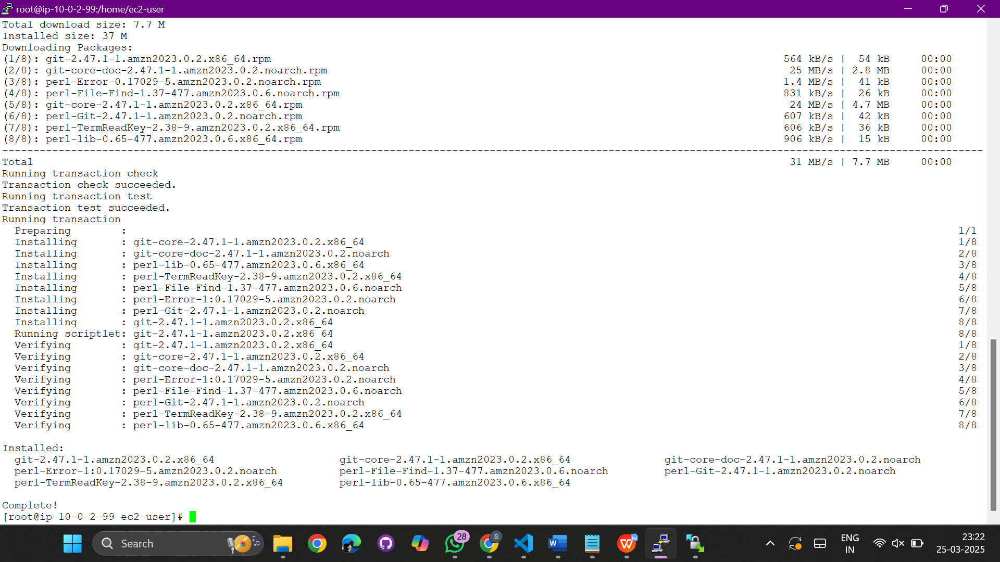 root@ip-10-0-2-99:/home/ec2-user
Total download size: 7.7 M
Installed size: 37 M
Downloading Packages:
(1/8): git-2.47.1-1.amzn2023.0.2.x86_64.rpm 564 kB/s | 54 kB 00:00
(2/8): git-core-doc-2.47.1-1.amzn2023.0.2.noarch.rpm 25 MB/s | 2.8 MB 00:00
(3/8): perl-Error-0.17029-5.amzn2023.0.2.noarch.rpm 1.4 MB/s | 41 kB 00:00
(4/8): perl-File-Find-1.37-477.amzn2023.0.6.noarch.rpm 831 kB/s | 26 kB 00:00
(5/8): git-core-2.47.1-1.amzn2023.0.2.x86_64.rpm 24 MB/s | 4.7 MB 00:00
(6/8): perl-Git-2.47.1-1.amzn2023.0.2.noarch.rpm 607 kB/s | 42 kB 00:00
(7/8): perl-TermReadKey-2.38-9.amzn2023.0.2.x86_64.rpm 606 kB/s | 36 kB 00:00
(8/8): perl-lib-0.65-477.amzn2023.0.6.x86_64.rpm 906 kB/s | 15 kB 00:00
--------------------------------------------------------------------------------
Total 31 MB/s | 7.7 MB 00:00
Running transaction check
Transaction check succeeded.
Running transaction test
Transaction test succeeded.
Running transaction
Preparing : 1/1
Installing : git-core-2.47.1-1.amzn2023.0.2.x86_64 1/8
Installing : git-core-doc-2.47.1-1.amzn2023.0.2.noarch 2/8
Installing : perl-lib-0.65-477.amzn2023.0.6.x86_64 3/8
Installing : perl-TermReadKey-2.38-9.amzn2023.0.2.x86_64 4/8
Installing : perl-File-Find-1.37-477.amzn2023.0.6.noarch 5/8
Installing : perl-Error-1:0.17029-5.amzn2023.0.2.noarch 6/8
Installing : perl-Git-2.47.1-1.amzn2023.0.2.noarch 7/8
Installing : git-2.47.1-1.amzn2023.0.2.x86_64 8/8
Running scriptlet: git-2.47.1-1.amzn2023.0.2.x86_64 8/8
Verifying : git-2.47.1-1.amzn2023.0.2.x86_64 1/8
Verifying : git-core-2.47.1-1.amzn2023.0.2.x86_64 2/8
Verifying : git-core-doc-2.47.1-1.amzn2023.0.2.noarch 3/8
Verifying : perl-Error-1:0.17029-5.amzn2023.0.2.noarch 4/8
Verifying : perl-File-Find-1.37-477.amzn2023.0.6.noarch 5/8
Verifying : perl-Git-2.47.1-1.amzn2023.0.2.noarch 6/8
Verifying : perl-TermReadKey-2.38-9.amzn2023.0.2.x86_64 7/8
Verifying : perl-lib-0.65-477.amzn2023.0.6.x86_64 8/8
Installed:
git-2.47.1-1.amzn2023.0.2.x86_64 git-core-2.47.1-1.amzn2023.0.2.x86_64 git-core-doc-2.47.1-1.amzn2023.0.2.noarch
perl-Error-1:0.17029-5.amzn2023.0.2.noarch perl-File-Find-1.37-477.amzn2023.0.6.noarch perl-Git-2.47.1-1.amzn2023.0.2.noarch
perl-TermReadKey-2.38-9.amzn2023.0.2.x86_64 perl-lib-0.65-477.amzn2023.0.6.x86_64
Complete!
[root@ip-10-0-2-99 ec2-user]#
Search 28 S W W ENG 23:22
IN 25-03-2025